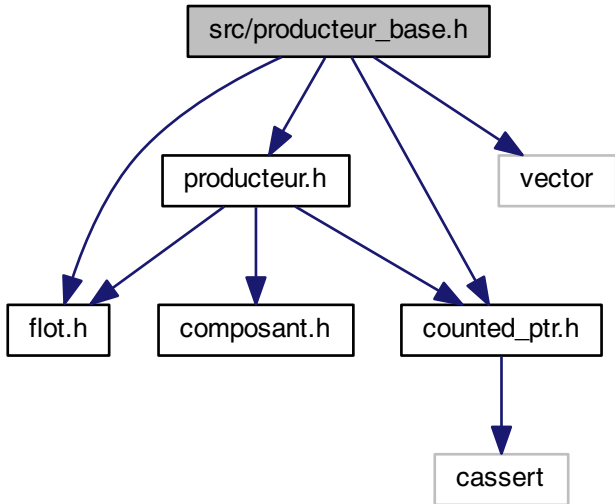 src/producteur_base.h
producteur.h
vector
flot.h
composant.h
counted_ptr.h
cassert